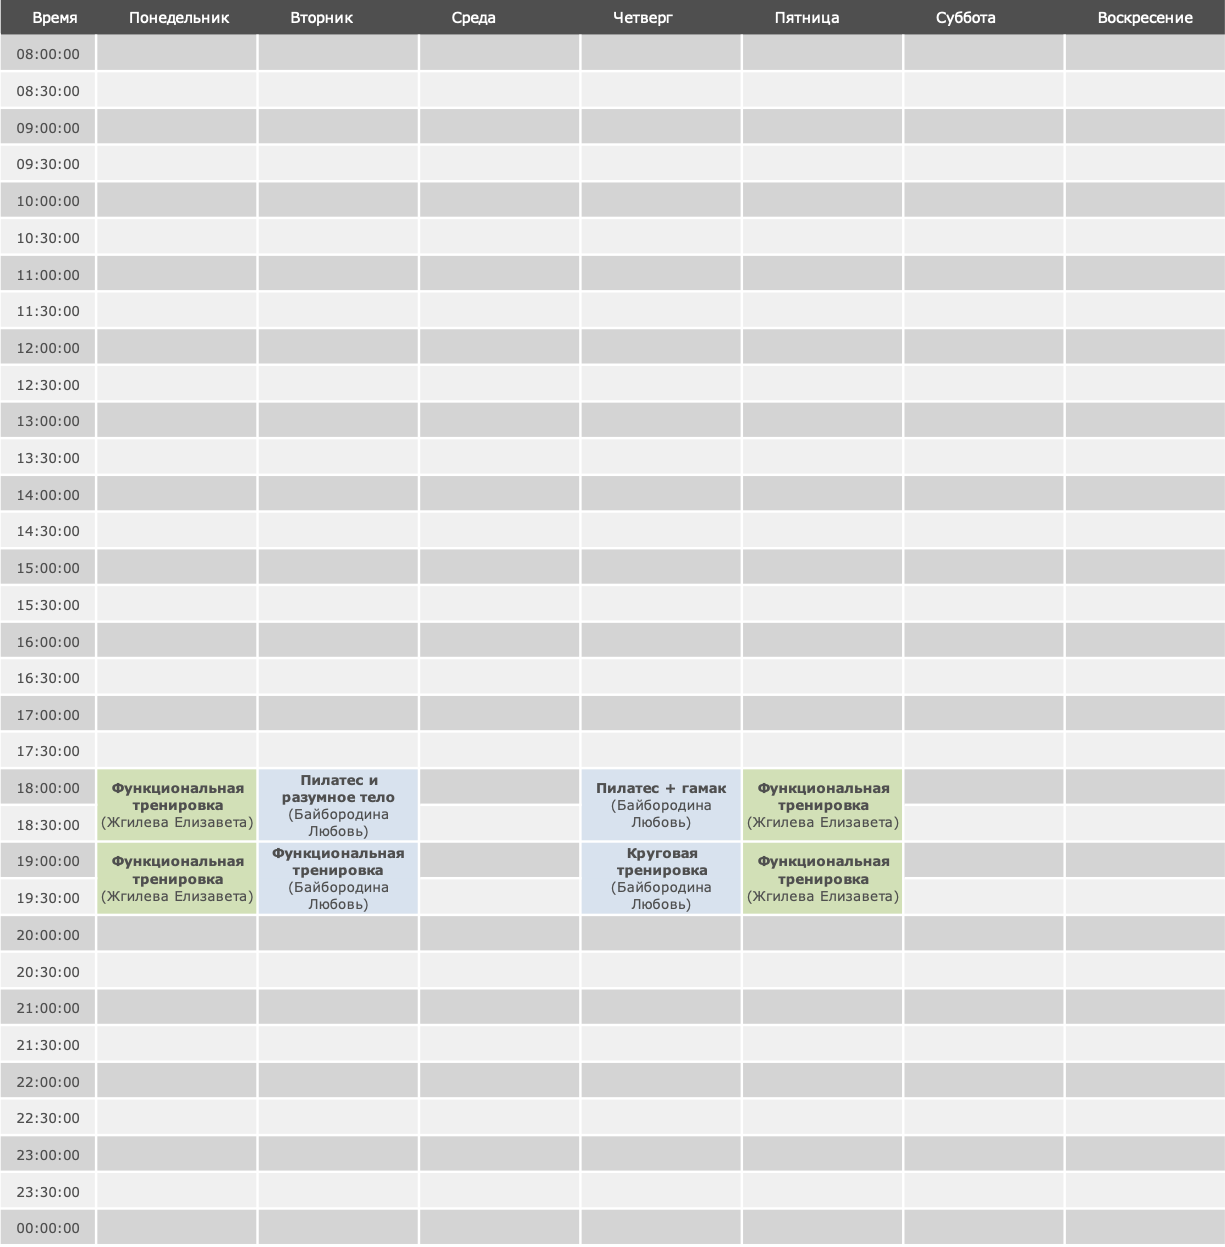 Время Понедельник Вторник Среда Четверг Пятница Суббота Воскресение
08:00:00
08:30:00
09:00:00
09:30:00
10:00:00
10:30:00
11:00:00
11:30:00
12:00:00
12:30:00
13:00:00
13:30:00
14:00:00
14:30:00
15:00:00
15:30:00
16:00:00
16:30:00
17:00:00
17:30:00
18:00:00
18:30:00
Функциональная
тренировка
(Жгилева Елизавета)
Пилатес и
разумное тело
(Байбородина
Любовь)
Пилатес + гамак
(Байбородина
Любовь)
Функциональная
тренировка
(Жгилева Елизавета)
19:00:00
19:30:00
Функциональная
тренировка
(Жгилева Елизавета)
Функциональная
тренировка
(Байбородина
Любовь)
Круговая
тренировка
(Байбородина
Любовь)
Функциональная
тренировка
(Жгилева Елизавета)
20:00:00
20:30:00
21:00:00
21:30:00
22:00:00
22:30:00
23:00:00
23:30:00
00:00:00